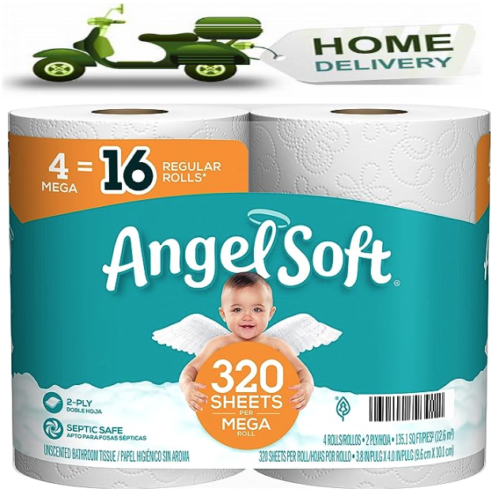 HOME
DELIVERY
4 = 16 REGULAR
MEGA ROLLS*
Angel Soft®
320
SHEETS
PER
MEGA
ROLL
2-PLY
DOBLE HOJA
SEPTIC SAFE
APTO PARA FOSAS SÉPTICAS
UNSCENTED BATHROOM TISSUE / PAPEL HIGIÉNICO SIN AROMA
4 ROLLS/ROLLOS • 2 PLY/HOJA • 135.1 SQ FT/PIES² (12.6 m²)
320 SHEETS PER ROLL/HOJAS POR ROLLO • 3.8 IN/PULG X 4.0 IN/PULG (9.6 cm X 10.1 cm)